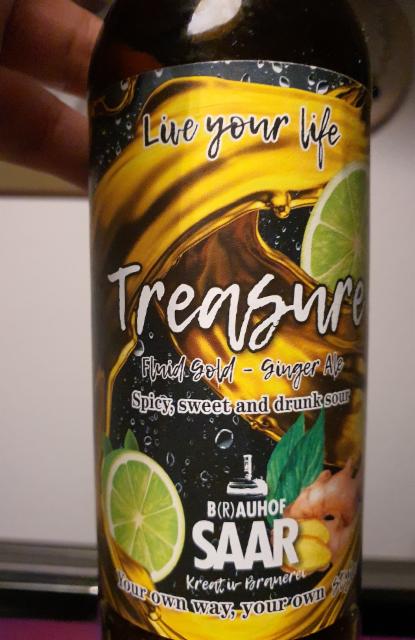 Live your life
Treasure
Fluid Gold - Ginger Ale
Spicy, sweet and drunk sour
B(R)AUHOF
SAAR
Kreativ Brauerei
Your own way, your own